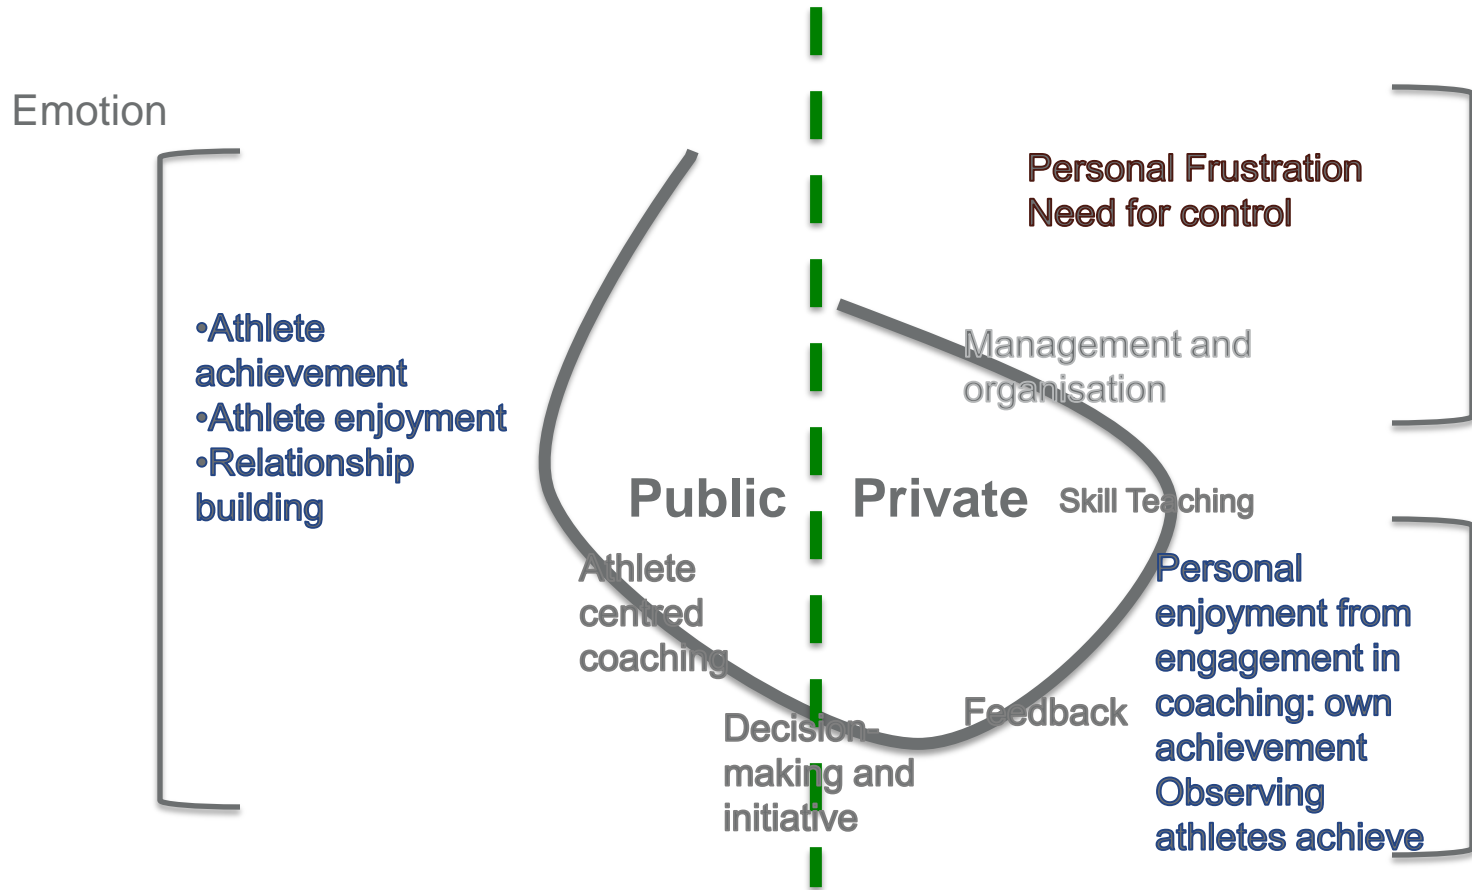 Emotion
Personal Frustration
Need for control
•Athlete
achievement
•Athlete enjoyment
•Relationship
building
Management and
organisation
Public
Private
Skill Teaching
Athlete
centred
coaching
Personal
enjoyment from
engagement in
coaching: own
achievement
Observing
athletes achieve
Feedback
Decision-
making and
initiative